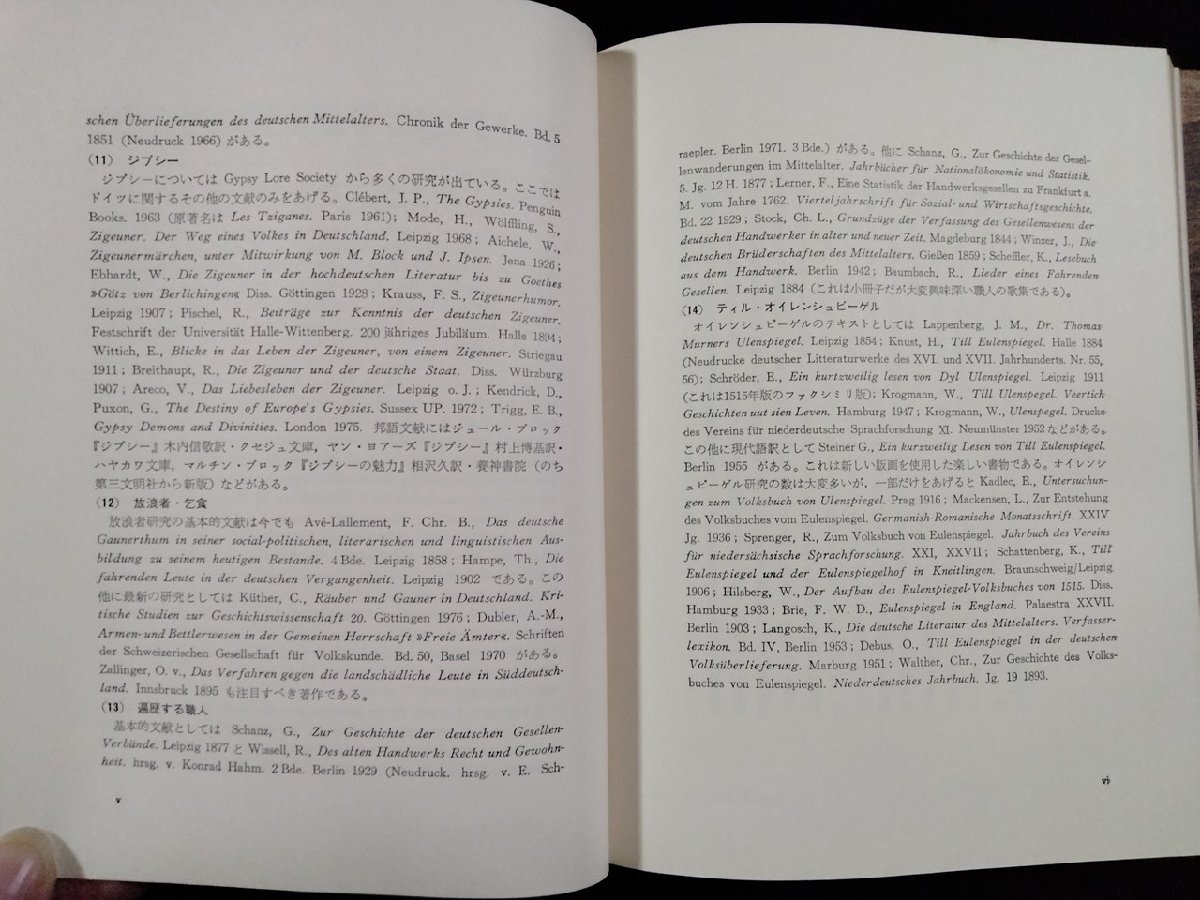 schen Überlieferungen des deutschen Mittelalters. Chronik der Gewerke. Bd. 5
1851 (Neudruck 1966) がある。
(11) ジプシー
ジプシーについては Gypsy Lore Society から多くの研究が出ている。ここでは
ドイツに関するその他の文献のみをあげる。Clébert, J. P., The Gypsies. Penguin
Books. 1963 (原著名は Les Tziganes. Paris 1961); Mode, H., Wölffling, S.,
Zigeuner. Der Weg eines Volkes in Deutschland. Leipzig 1968; Aichele, W.,
Zigeunermärchen, unter Mitwirkung von M. Block und J. Ipsen. Jena 1926;
Ebhardt, W., Die Zigeuner in der hochdeutschen Literatur bis zu Goethes
»Götz von Berlichingen« Diss. Göttingen 1928; Krauss, F. S., Zigeunerhumor.
Leipzig 1907; Pischel, R., Beiträge zur Kenntnis der deutschen Zigeuner.
Festschrift der Universität Halle-Wittenberg. 200 jähriges Jubiläum. Halle 1894;
Wittich, E., Blicke in das Leben der Zigeuner, von einem Zigeuner. Striegau
1911; Breithaupt, R., Die Zigeuner und der deutsche Staat. Diss. Würzburg
1907; Areco, V., Das Liebesleben der Zigeuner. Leipzig o. J.; Kendrick, D.,
Puxon, G., The Destiny of Europe's Gypsies. Sussex UP. 1972; Trigg, E. B.,
Gypsy Demons and Divinities. London 1975. 邦語文献にはジュール・ブロック
『ジプシー』木内信敬訳・クセジュ文庫，ヤン・ヨアーズ『ジプシー』村上博基訳・
ハヤカワ文庫，マルチン・ブロック『ジプシーの魅力』相沢久訳・養神書院（のち
第三文明社から新版）などがある。
(12) 放浪者・乞食
放浪者研究の基本的文献は今でも Avé-Lallement, F. Chr. B., Das deutsche
Gaunerthum in seiner social-politischen, literarischen und linguistischen Aus-
bildung zu seinem heutigen Bestande. 4 Bde. Leipzig 1858; Hampe, Th., Die
fahrenden Leute in der deutschen Vergangenheit. Leipzig 1902 である。この
他に最新の研究としては Küther, C., Räuber und Gauner in Deutschland. Kri-
tische Studien zur Geschichtswissenschaft 20. Göttingen 1976; Dubler, A.-M.,
Armen- und Bettlerwesen in der Gemeinen Herrschaft »Freie Ämter«. Schriften
der Schweizerischen Gesellschaft für Volkskunde. Bd. 50, Basel 1970 がある。
Zallinger, O. v., Das Verfahren gegen die landschädliche Leute in Süddeutsch-
land. Innsbruck 1895 も注目すべき著作である。
(13) 遍歴する職人
基本的文献としては Schanz, G., Zur Geschichte der deutschen Gesellen-
Verbände. Leipzig 1877 と Wissell, R., Des alten Handwerks Recht und Gewohn-
heit. hrsg. v. Konrad Hahm. 2 Bde. Berlin 1929 (Neudruck. hrsg. v. E. Sch-
v
raepler. Berlin 1971. 3 Bde.) がある。他に Schanz, G., Zur Geschichte der Gesel-
lenwanderungen im Mittelalter. Jahrbücher für Nationalökonomie und Statistik.
5. Jg. 12 H. 1877; Lerner, F., Eine Statistik der Handwerksgesellen zu Frankfurt a.
M. vom Jahre 1762. Vierteljahrschrift für Sozial- und Wirtschaftsgeschichte.
Bd. 22 1929; Stock, Ch. L., Grundzüge der Verfassung des Gesellenwesens der
deutschen Handwerker in alter und neuer Zeit. Magdeburg 1844; Winzer, J., Die
deutschen Brüderschaften des Mittelalters. Gießen 1859; Scheffler, K., Lesebuch
aus dem Handwerk. Berlin 1942; Baumbach, R., Lieder eines Fahrenden
Gesellen. Leipzig 1884 (これは小冊子だが大変興味深い職人の歌集である)。
(14) ティル・オイレンシュピーゲル
オイレンシュピーゲルのテキストとしては Lappenberg, J. M., Dr. Thomas
Murners Ulenspiegel. Leipzig 1854; Knust, H., Till Eulenspiegel. Halle 1884
(Neudrucke deutscher Litteraturwerke des XVI. und XVII. Jahrhunderts. Nr. 55,
56); Schröder, E., Ein kurtzweilig lesen von Dyl Ulenspiegel. Leipzig 1911
(これは1515年版のファクシミリ版); Krogmann, W., Till Ulenspegel. Veertich
Geschichten uut sien Leven. Hamburg 1947; Krogmann, W., Ulenspegel. Drucke
des Vereins für niederdeutsche Sprachforschung XI. Neumünster 1952 などがある。
この他に現代語訳として Steiner G., Ein kurzweilig Lesen von Till Eulenspiegel.
Berlin 1955 がある。これは新しい版画を使用した楽しい書物である。オイレンシ
ュピーゲル研究の数は大変多いが，一部だけをあげると Kadlec, E., Untersuchun-
gen zum Volksbuch von Ulenspiegel. Prag 1916; Mackensen, L., Zur Entstehung
des Volksbuches vom Eulenspiegel. Germanish-Romanische Monatsschrift. XXIV
Jg. 1936; Sprenger, R., Zum Volksbuch von Eulenspiegel. Jahrbuch des Vereins
für niedersächsische Sprachforschung. XXI, XXVII; Schattenberg, K., Till
Eulenspiegel und der Eulenspiegelhof in Kneitlingen. Braunschweig/Leipzig
1906; Hilsberg, W., Der Aufbau des Eulenspiegel-Volksbuches von 1515. Diss.
Hamburg 1933; Brie, F. W. D., Eulenspiegel in England. Palaestra XXVII.
Berlin 1903; Langosch, K., Die deutsche Literatur des Mittelalters. Verfasser-
lexikon. Bd. IV, Berlin 1953; Debus, O., Till Eulenspiegel in der deutschen
Volksüberlieferung. Marburg 1951; Walther, Chr., Zur Geschichte des Volks-
buches von Eulenspiegel. Niederdeutsches Jahrbuch. Jg. 19 1893.
vi